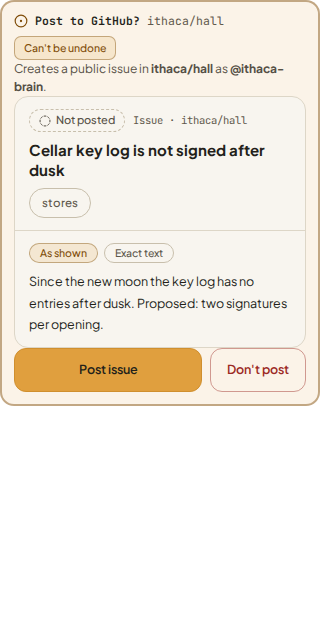 Post to GitHub? ithaca/hall
Can't be undone
Creates a public issue in ithaca/hall as @ithaca-
brain.
Not posted Issue · ithaca/hall
Cellar key log is not signed after
dusk
stores
As shown Exact text
Since the new moon the key log has no
entries after dusk. Proposed: two signatures
per opening.
Post issue Don't post